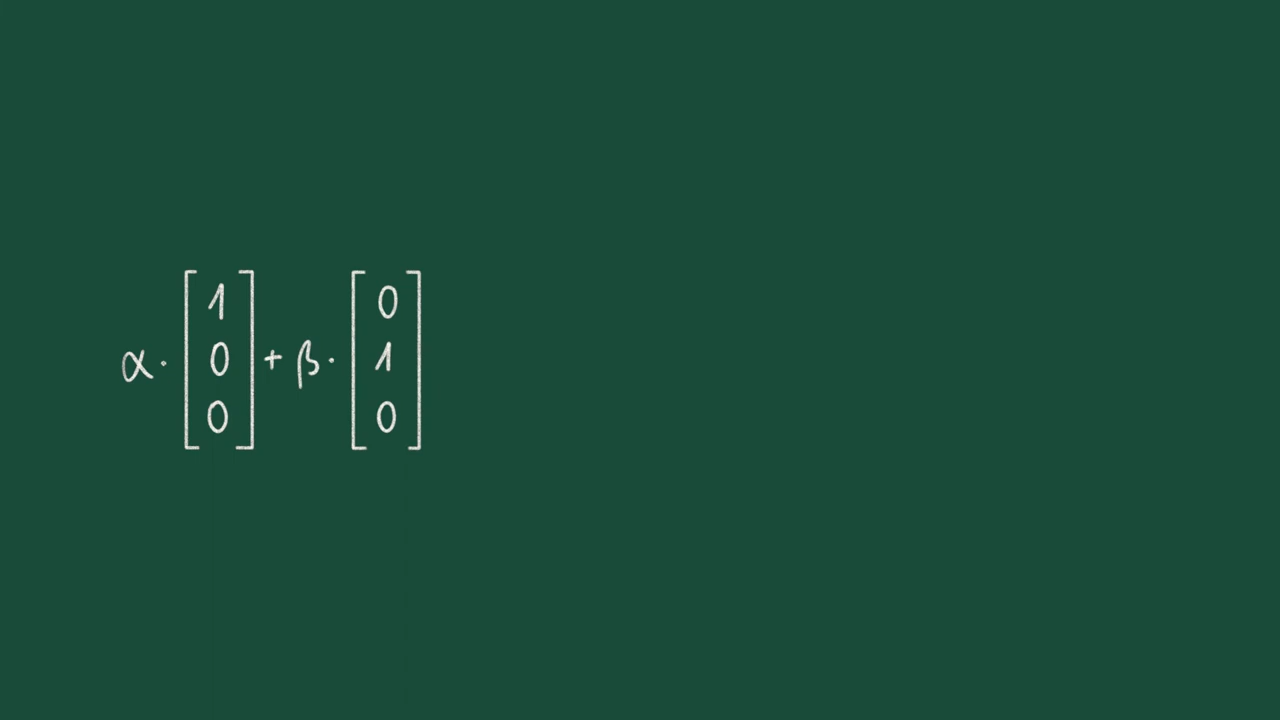 α · [1 0 0] + β · [0 1 0]